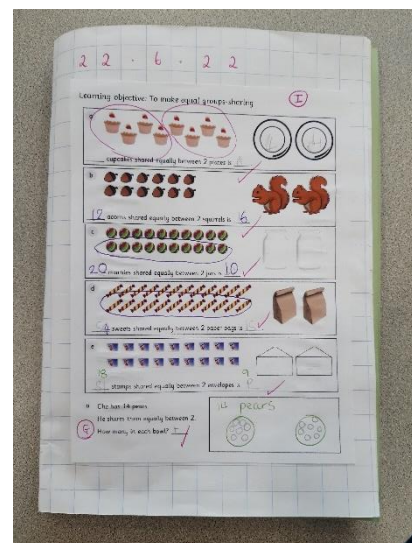 22.6.22
Learning objective: To make equal groups-sharing
I
a
cupcakes shared equally between 2 plates is
b
12 acorns shared equally between 2 squirrels is 6
c
20 marbles shared equally between 2 jars is 10
d
sweets shared equally between 2 paper bags is
e
18 9
stamps shared equally between 2 envelopes is 9
Che has 14 pears.
He shares them equally between 2.
How many in each bowl?
14 pears